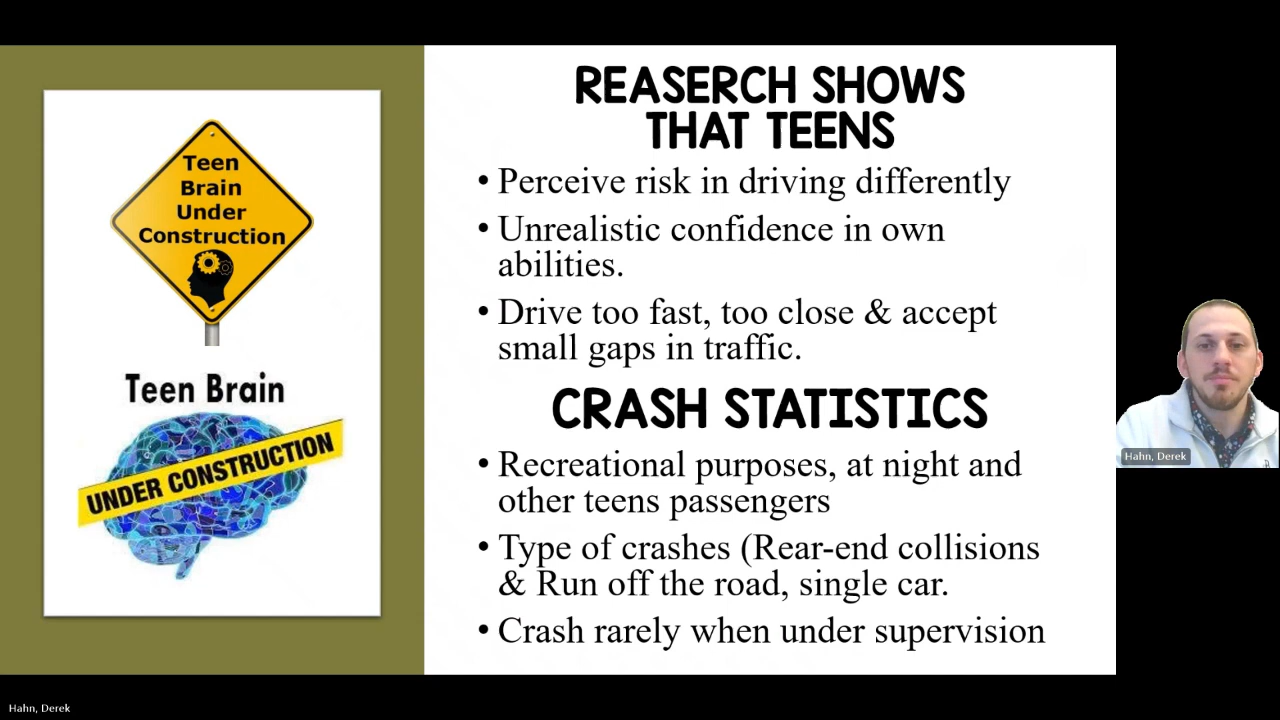 Teen
Brain
Under
Construction
Teen Brain
UNDER CONSTRUCTION
REASERCH SHOWS
THAT TEENS
• Perceive risk in driving differently
• Unrealistic confidence in own
abilities.
• Drive too fast, too close & accept
small gaps in traffic.
CRASH STATISTICS
• Recreational purposes, at night and
other teens passengers
• Type of crashes (Rear-end collisions
& Run off the road, single car.
• Crash rarely when under supervision
Hahn, Derek
Hahn, Derek